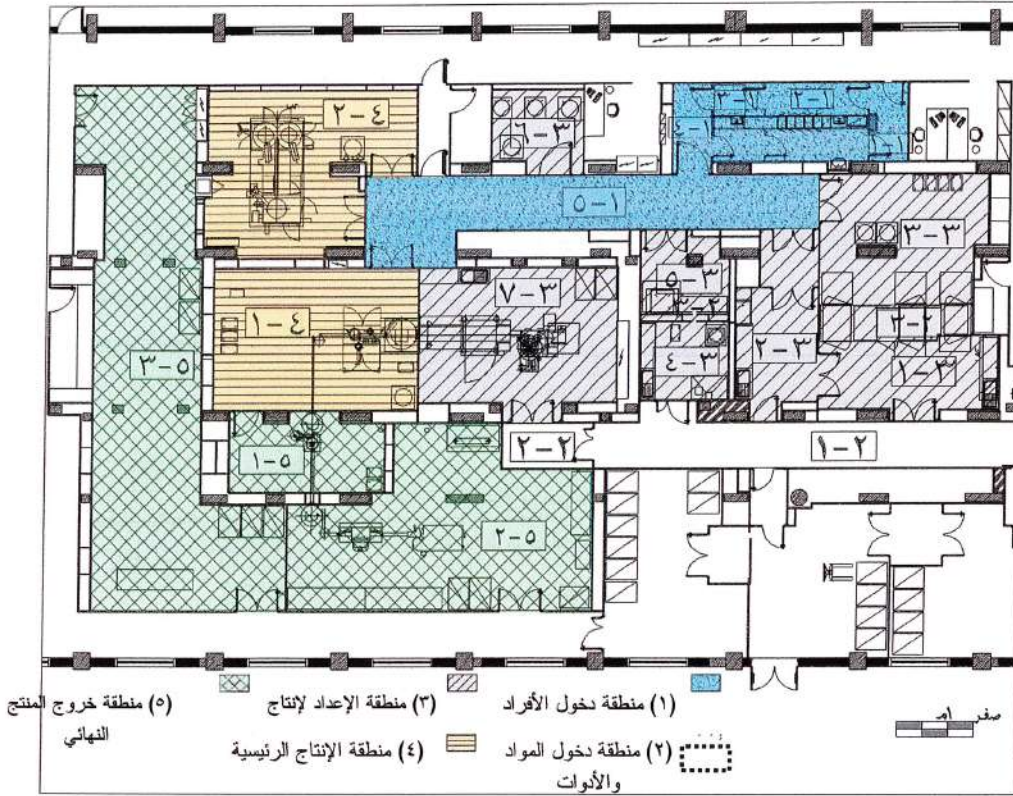 ٣-١
٢-١
٤-١
١-١
٢-٤
٦-٣
٥-١
٣-٣
٥-٣
٣-٢
٧-٣
١-٤
٣-٢
٤-٣
٢-٣
١-٣
٣-٥
٢-٢
١-٢
١-٥
٢-٥
(١) منطقة دخول الأفراد
(٣) منطقة الإعداد لإنتاج
(٥) منطقة خروج المنتج
النهائي
صفر ١م
(٢) منطقة دخول المواد
والأدوات
(٤) منطقة الإنتاج الرئيسية